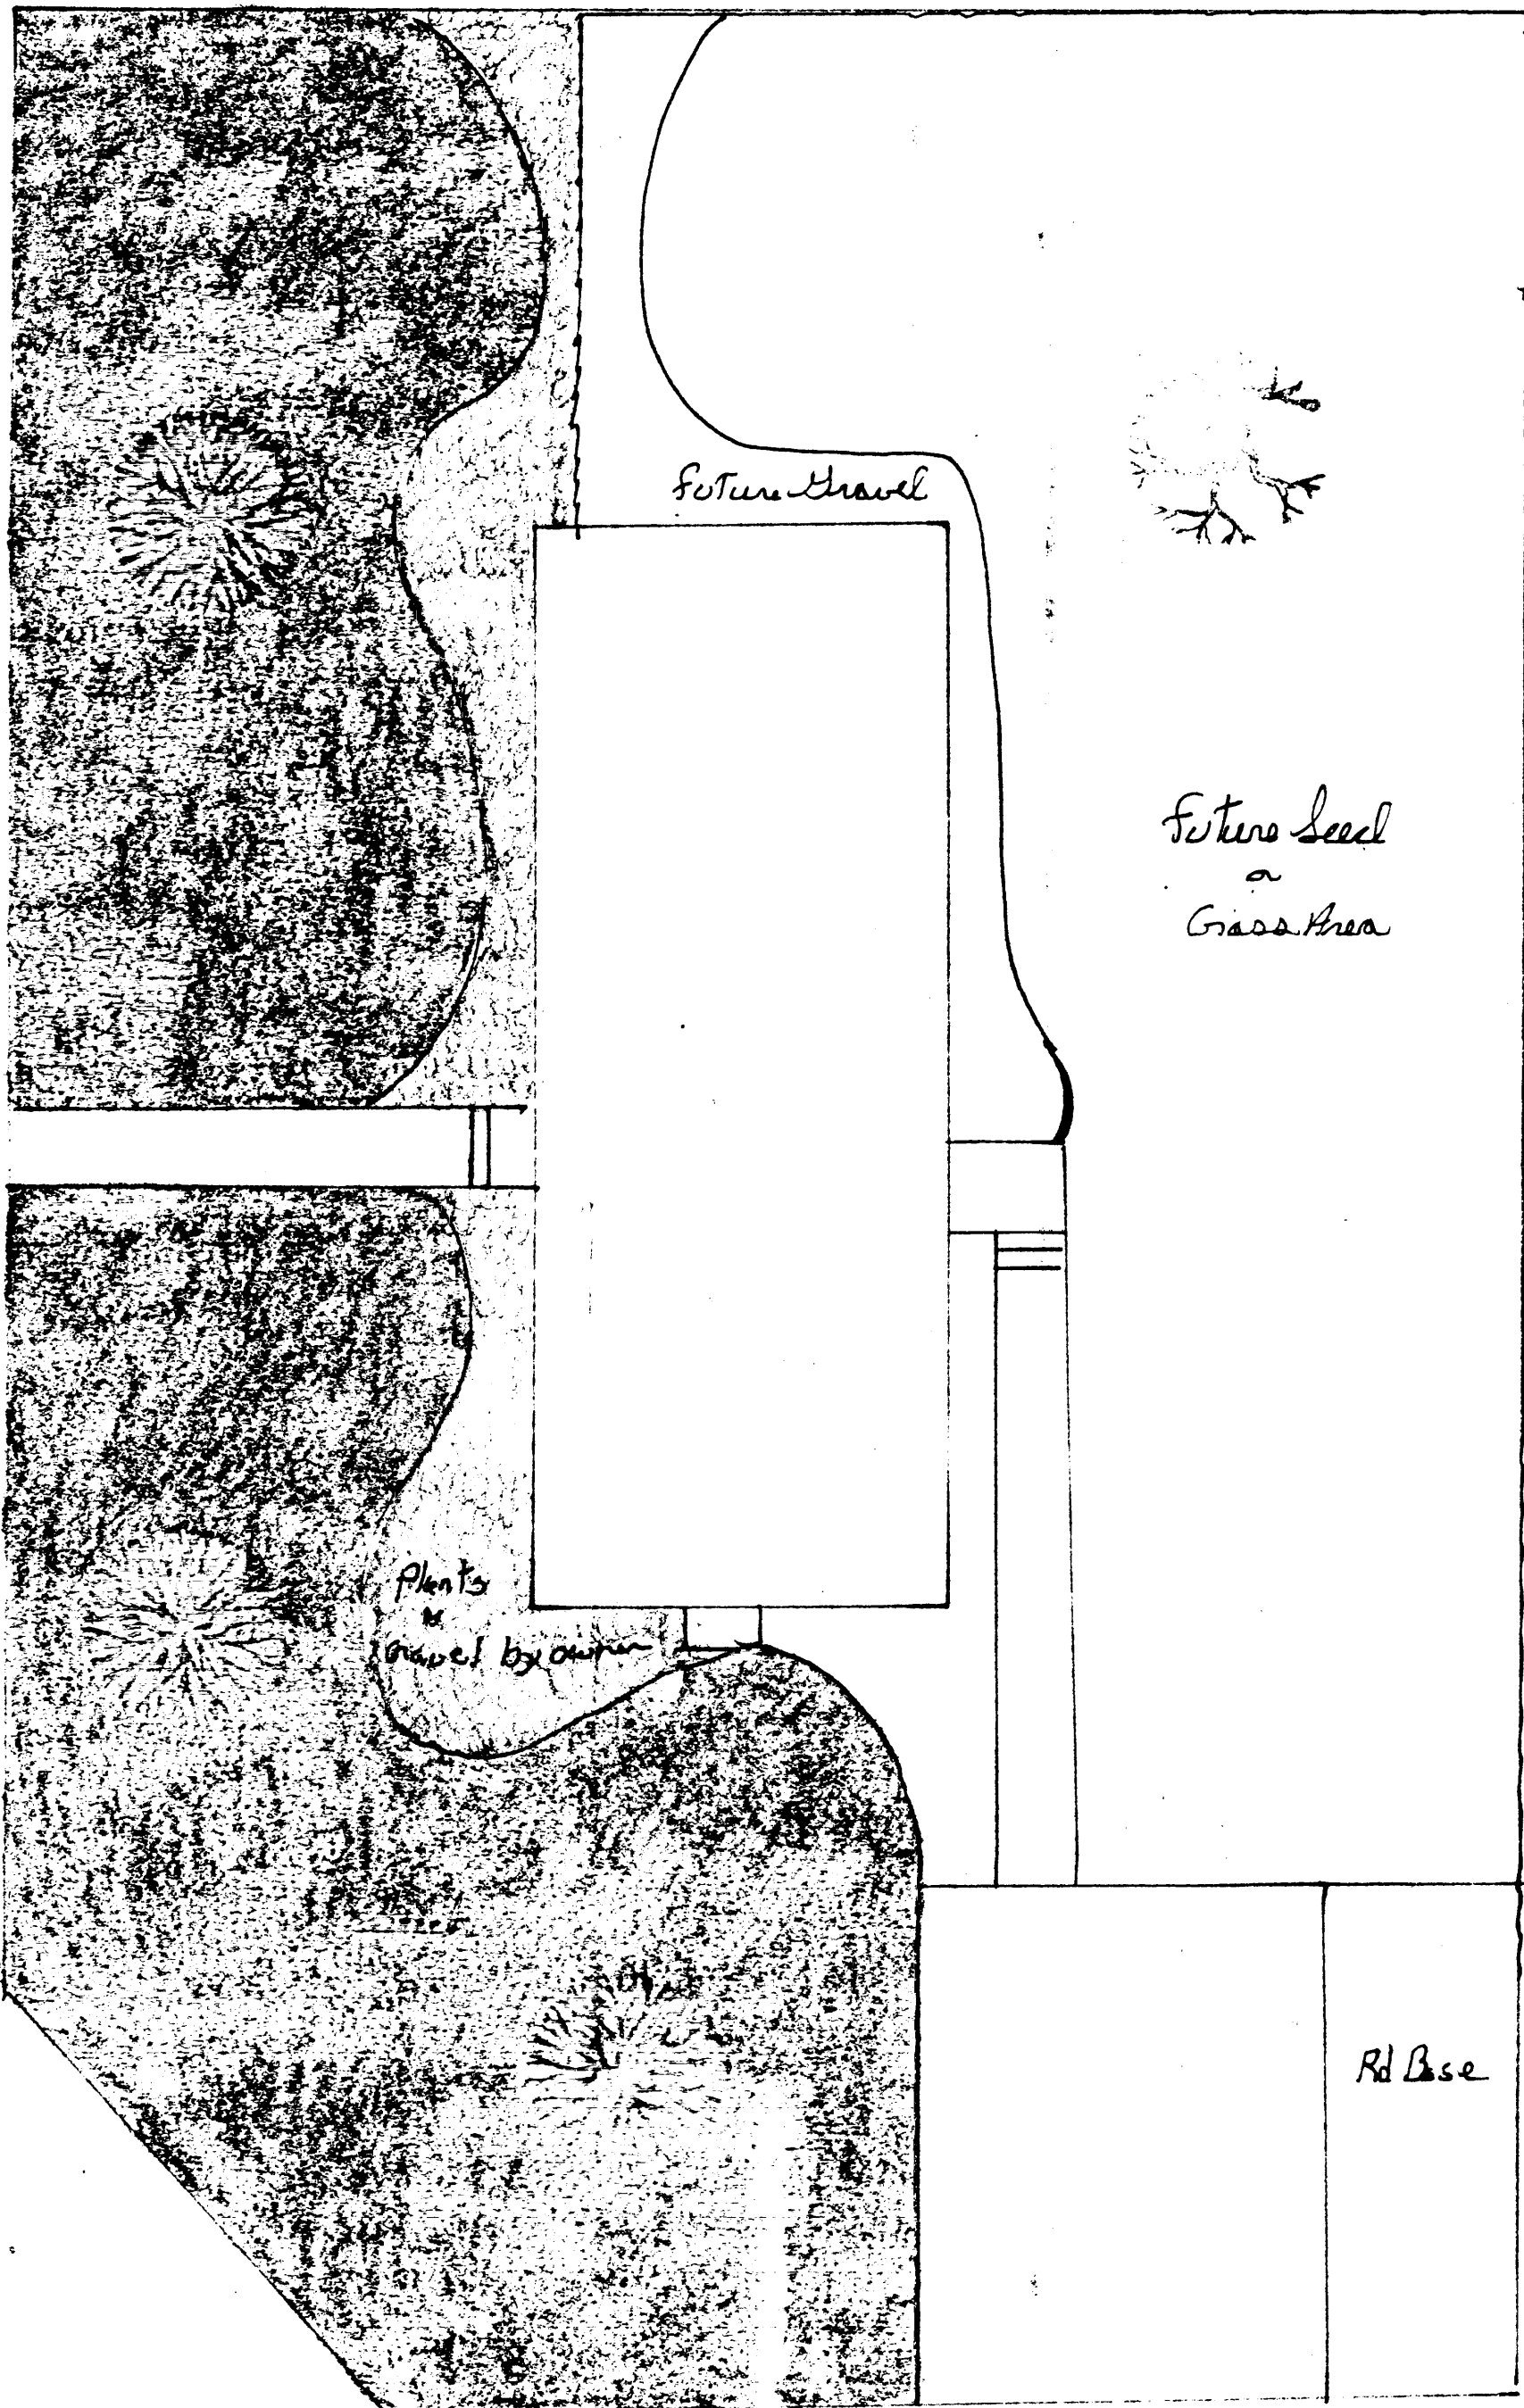 Future Gravel
Future Seed
or
Grass Area
Plants
&
Gravel by owner
Rd Base